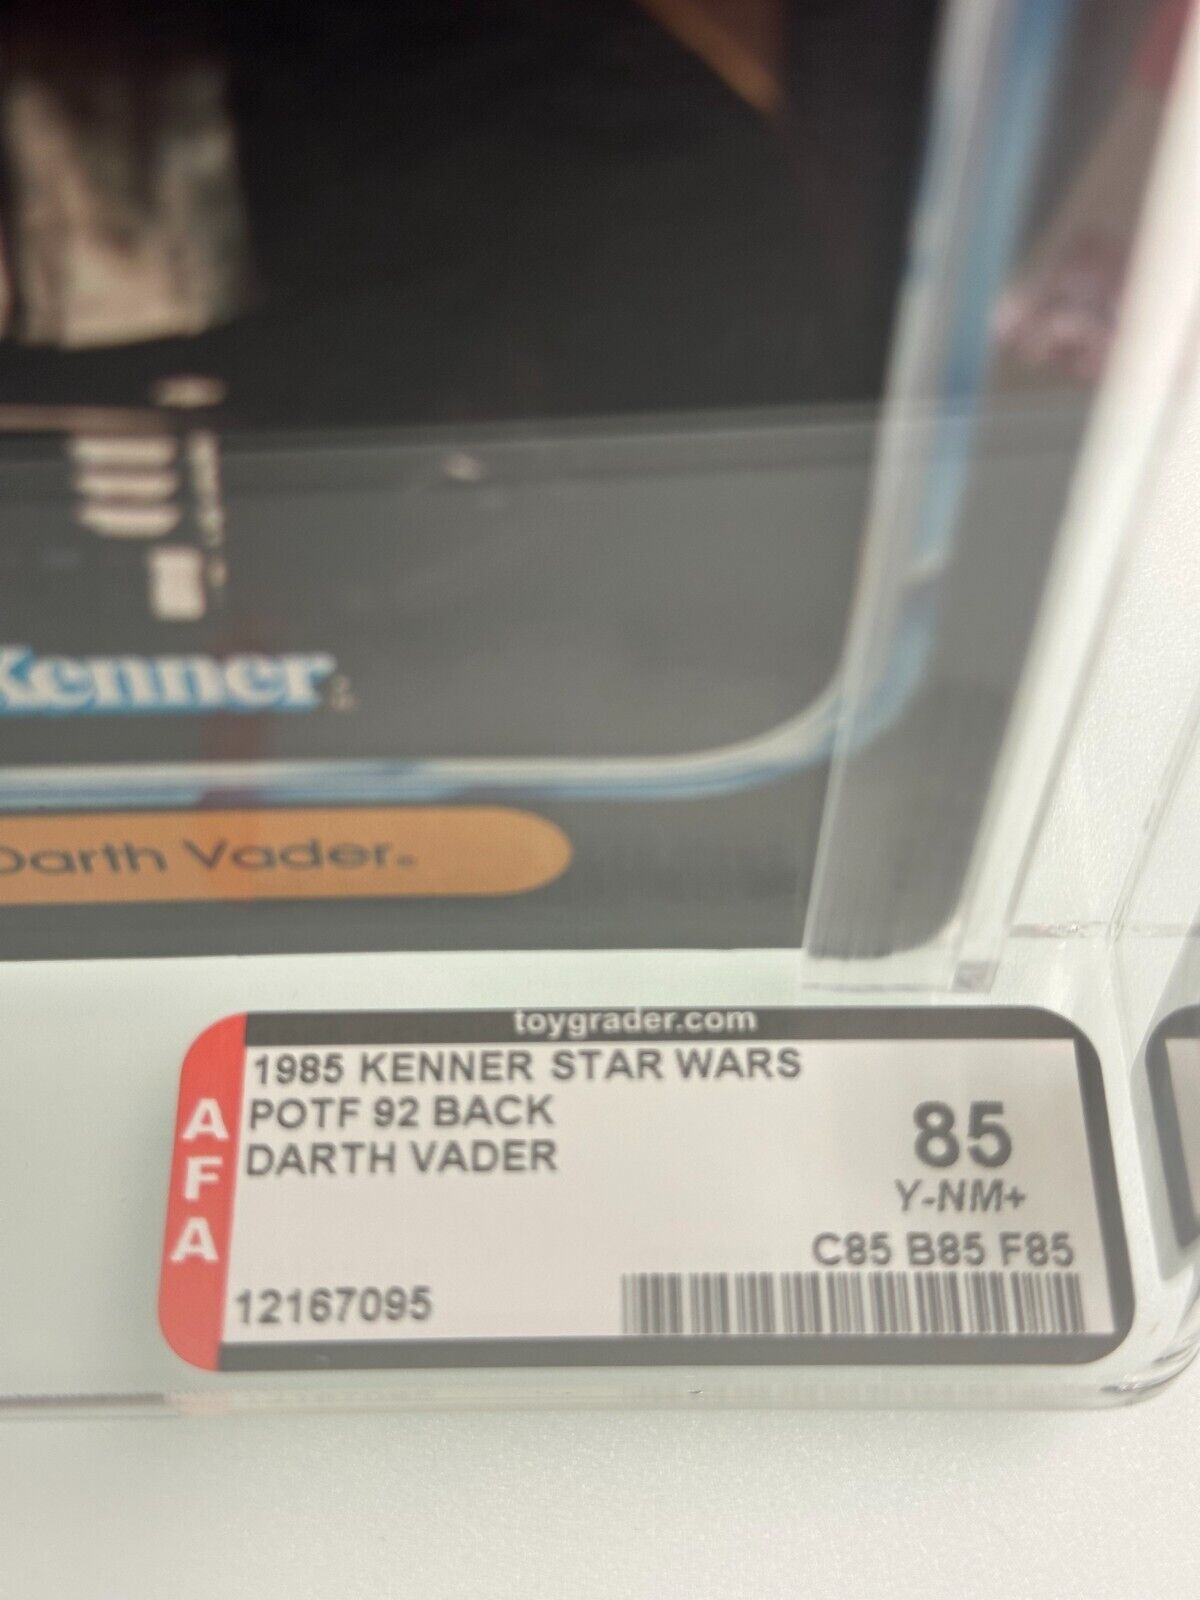 Kenner
Darth Vader.
toygrader.com
1985 KENNER STAR WARS
POTF 92 BACK
DARTH VADER
85
Y-NM+
C85 B85 F85
12167095
AFA